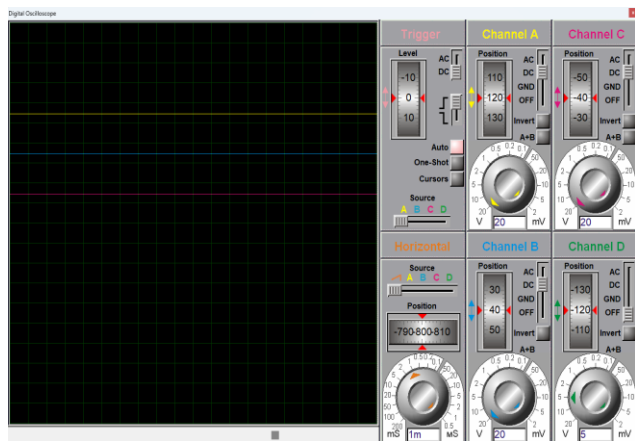 Digital Oscilloscope
Trigger
Level
AC
DC
-10
0
10
Auto
One-Shot
Cursors
Source
A B C D
Channel A
Position
AC
DC
GND
OFF
110
120
130
Invert
A+B
V 20 mV
Channel C
Position
AC
DC
GND
OFF
-50
-40
-30
Invert
A+B
V 20 mV
Horizontal
Source
A B C D
Position
-790-800-810
mS 1m µS
Channel B
Position
AC
DC
GND
OFF
30
40
50
Invert
A+B
V 20 mV
Channel D
Position
AC
DC
GND
OFF
-130
-120
-110
Invert
A+B
V 5 mV